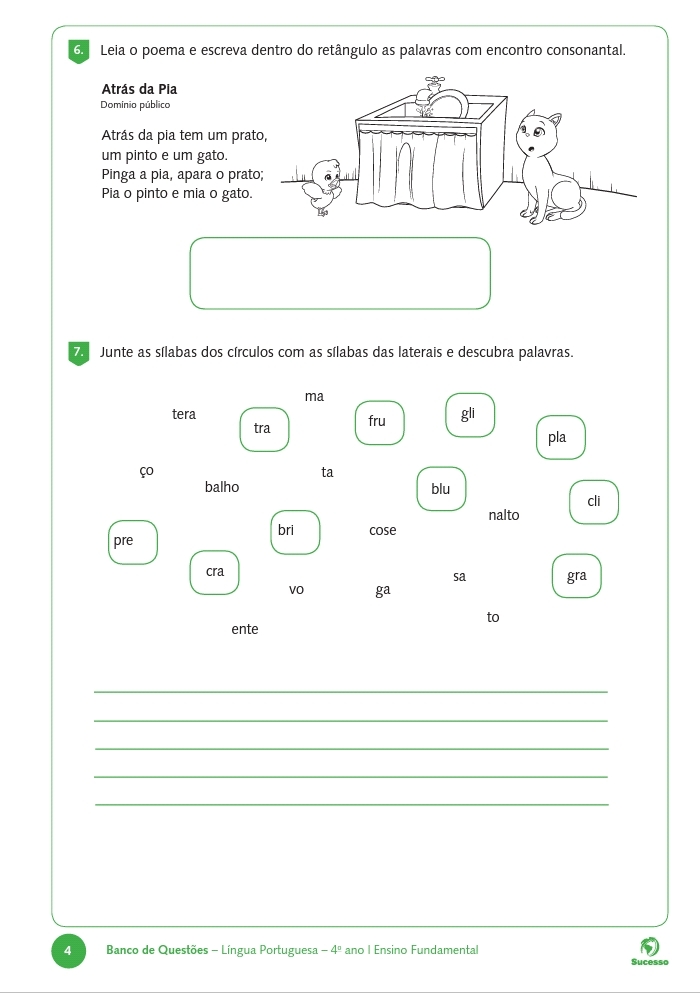 6. Leia o poema e escreva dentro do retângulo as palavras com encontro consonantal.
Atrás da Pia
Domínio público
Atrás da pia tem um prato,
um pinto e um gato.
Pinga a pia, apara o prato;
Pia o pinto e mia o gato.
7. Junte as sílabas dos círculos com as sílabas das laterais e descubra palavras.
ma
tera
tra
fru
gli
pla
ço
balho
ta
blu
cli
nalto
pre
bri
cose
cra
vo
ga
sa
gra
to
ente
4 Banco de Questões – Língua Portuguesa – 4º ano | Ensino Fundamental
Sucesso